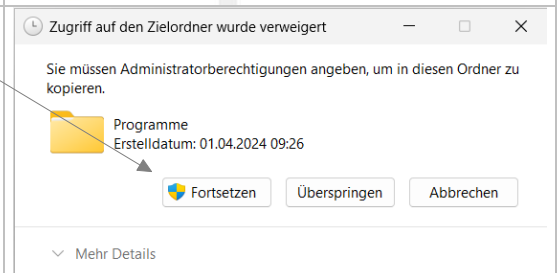 Zugriff auf den Zielordner wurde verweigert
Sie müssen Administratorberechtigungen angeben, um in diesen Ordner zu
kopieren.
Programme
Erstelldatum: 01.04.2024 09:26
Fortsetzen Überspringen Abbrechen
Mehr Details